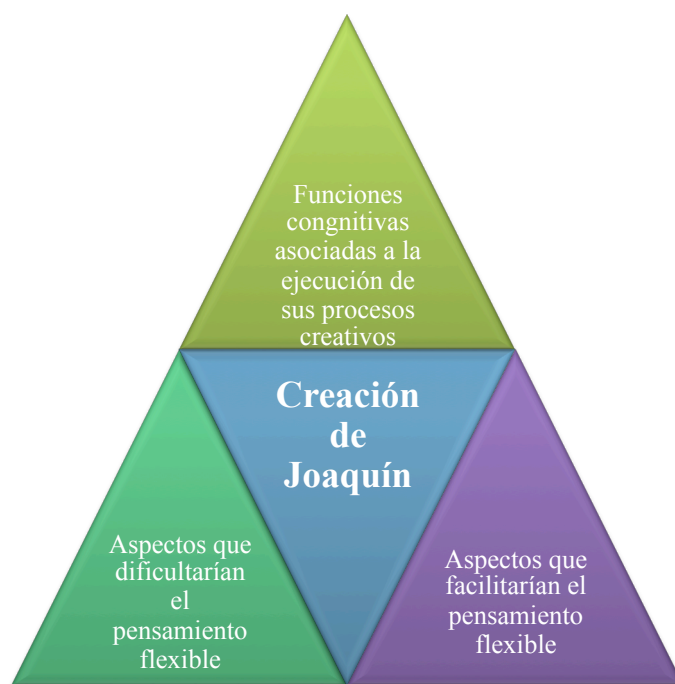 Funciones
congnitivas
asociadas a la
ejecución de
sus procesos
creativos
Creación
de
Joaquín
Aspectos que
dificultarían
el
pensamiento
flexible
Aspectos que
facilitarían el
pensamiento
flexible